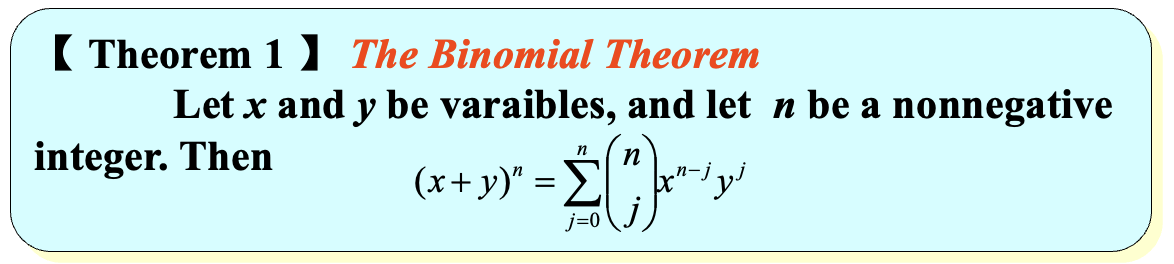 【 Theorem 1 】 The Binomial Theorem
Let x and y be varaibles, and let n be a nonnegative
integer. Then
(x + y)^n = \sum_{j=0}^{n} \binom{n}{j} x^{n-j} y^j